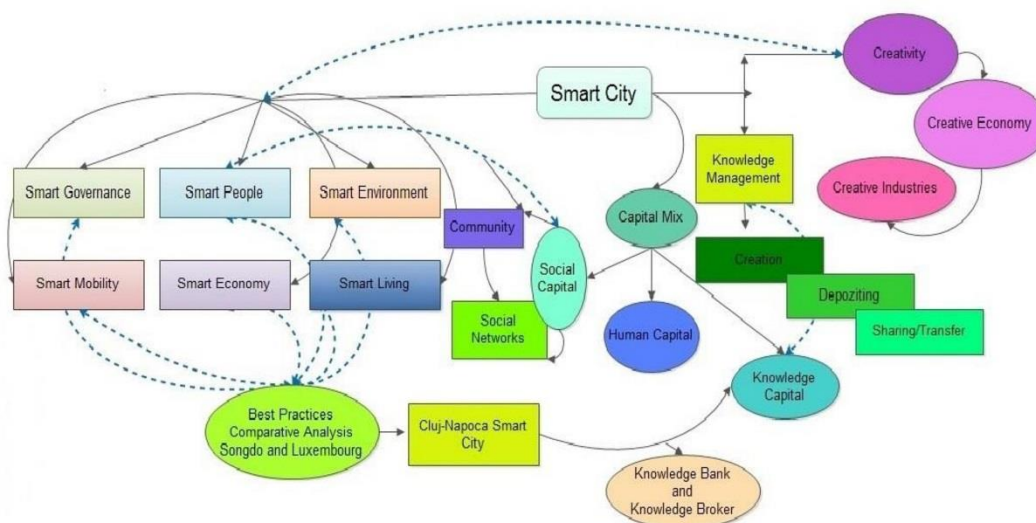 Creativity
Smart City
Creative Economy
Smart Governance
Smart People
Smart Environment
Knowledge
Management
Creative Industries
Community
Capital Mix
Social
Capital
Creation
Smart Mobility
Smart Economy
Smart Living
Depoziting
Social
Networks
Human Capital
Sharing/Transfer
Knowledge
Capital
Best Practices
Comparative Analysis
Songdo and Luxembourg
Cluj-Napoca Smart
City
Knowledge Bank
and
Knowledge Broker